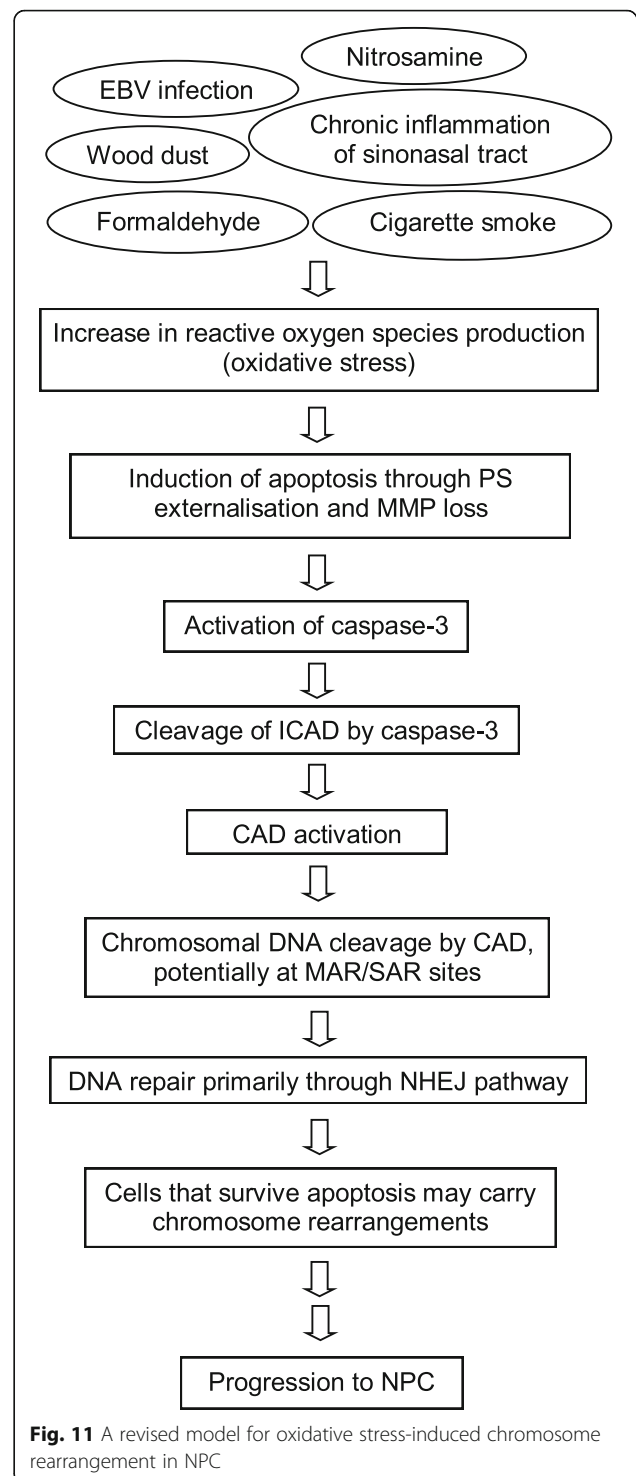 Nitrosamine
EBV infection
Chronic inflammation
of sinonasal tract
Wood dust
Formaldehyde
Cigarette smoke
Increase in reactive oxygen species production
(oxidative stress)
Induction of apoptosis through PS
externalisation and MMP loss
Activation of caspase-3
Cleavage of ICAD by caspase-3
CAD activation
Chromosomal DNA cleavage by CAD,
potentially at MAR/SAR sites
DNA repair primarily through NHEJ pathway
Cells that survive apoptosis may carry
chromosome rearrangements
Progression to NPC
Fig. 11 A revised model for oxidative stress-induced chromosome
rearrangement in NPC